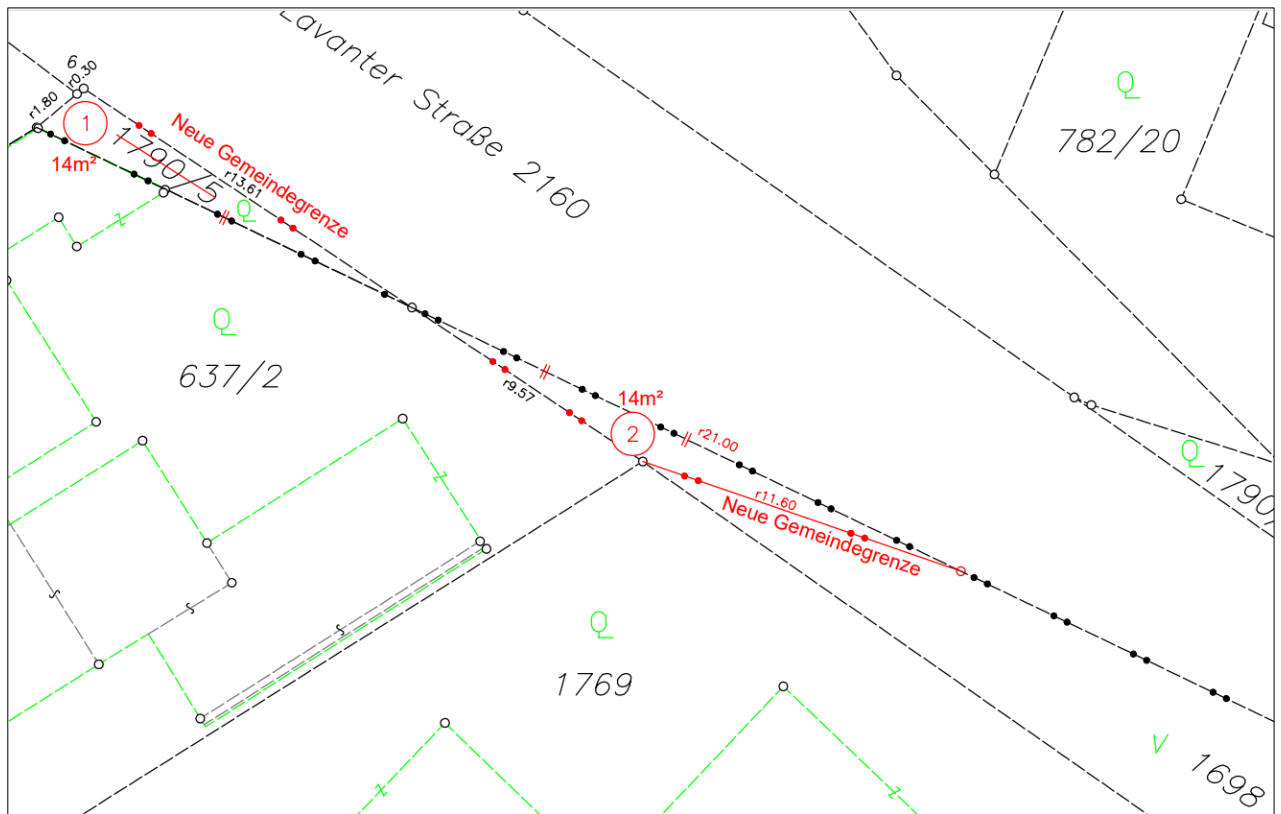 Lavanter Straße 2160
6
r0.30
r1.80
1
14m²
1790/5
Neue Gemeindegrenze
r13.61
782/20
637/2
r9.57
14m²
2
r21.00
r11.60
Neue Gemeindegrenze
1790/
1769
1698